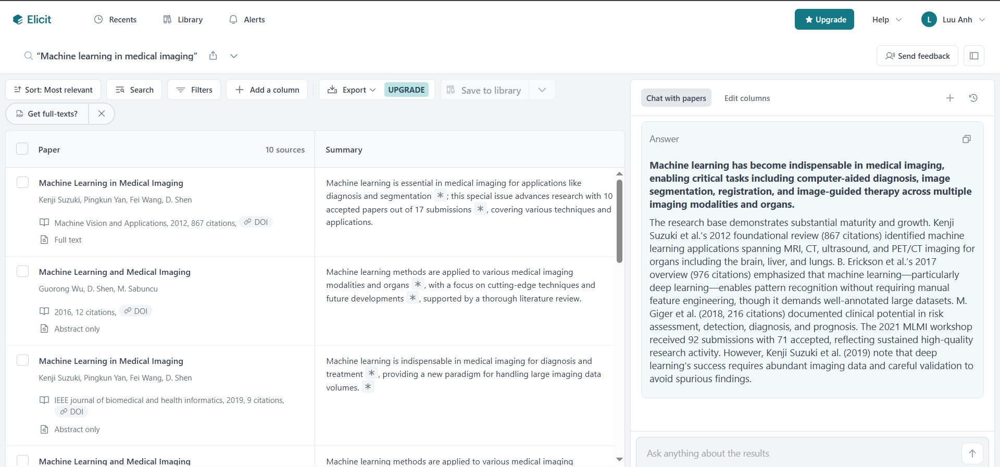 Elicit
Recents
Library
Alerts
Upgrade
Help
L
Luu Anh
“Machine learning in medical imaging”
Send feedback
Sort: Most relevant
Search
Filters
Add a column
Export
UPGRADE
Save to library
PDF
Get full-texts?
Paper
10 sources
Summary
Machine Learning in Medical Imaging
Kenji Suzuki, Pingkun Yan, Fei Wang, D. Shen
Machine Vision and Applications, 2012, 867 citations,
DOI
Full text
Machine learning is essential in medical imaging for applications like
diagnosis and segmentation *; this special issue advances research with 10
accepted papers out of 17 submissions *, covering various techniques and
applications.
Machine Learning and Medical Imaging
Guorong Wu, D. Shen, M. Sabuncu
2016, 12 citations,
DOI
Abstract only
Machine learning methods are applied to various medical imaging
modalities and organs *, with a focus on cutting-edge techniques and
future developments *, supported by a thorough literature review.
Machine Learning in Medical Imaging
Kenji Suzuki, Pingkun Yan, Fei Wang, D. Shen
IEEE journal of biomedical and health informatics, 2019, 9 citations,
DOI
Abstract only
Machine learning is indispensable in medical imaging for diagnosis and
treatment *, providing a new paradigm for handling large imaging data
volumes. *
Machine Learning and Medical Imaging
Machine learning methods are applied to various medical imaging
Chat with papers
Edit columns
Answer
Machine learning has become indispensable in medical imaging,
enabling critical tasks including computer-aided diagnosis, image
segmentation, registration, and image-guided therapy across multiple
imaging modalities and organs.
The research base demonstrates substantial maturity and growth. Kenji
Suzuki et al.’s 2012 foundational review (867 citations) identified machine
learning applications spanning MRI, CT, ultrasound, and PET/CT imaging for
organs including the brain, liver, and lungs. B. Erickson et al.’s 2017
overview (976 citations) emphasized that machine learning—particularly
deep learning—enables pattern recognition without requiring manual
feature engineering, though it demands well-annotated large datasets. M.
Giger et al. (2018, 216 citations) documented clinical potential in risk
assessment, detection, diagnosis, and prognosis. The 2021 MLMI workshop
received 92 submissions with 71 accepted, reflecting sustained high-quality
research activity. However, Kenji Suzuki et al. (2019) note that deep
learning’s success requires abundant imaging data and careful validation to
avoid spurious findings.
Ask anything about the results